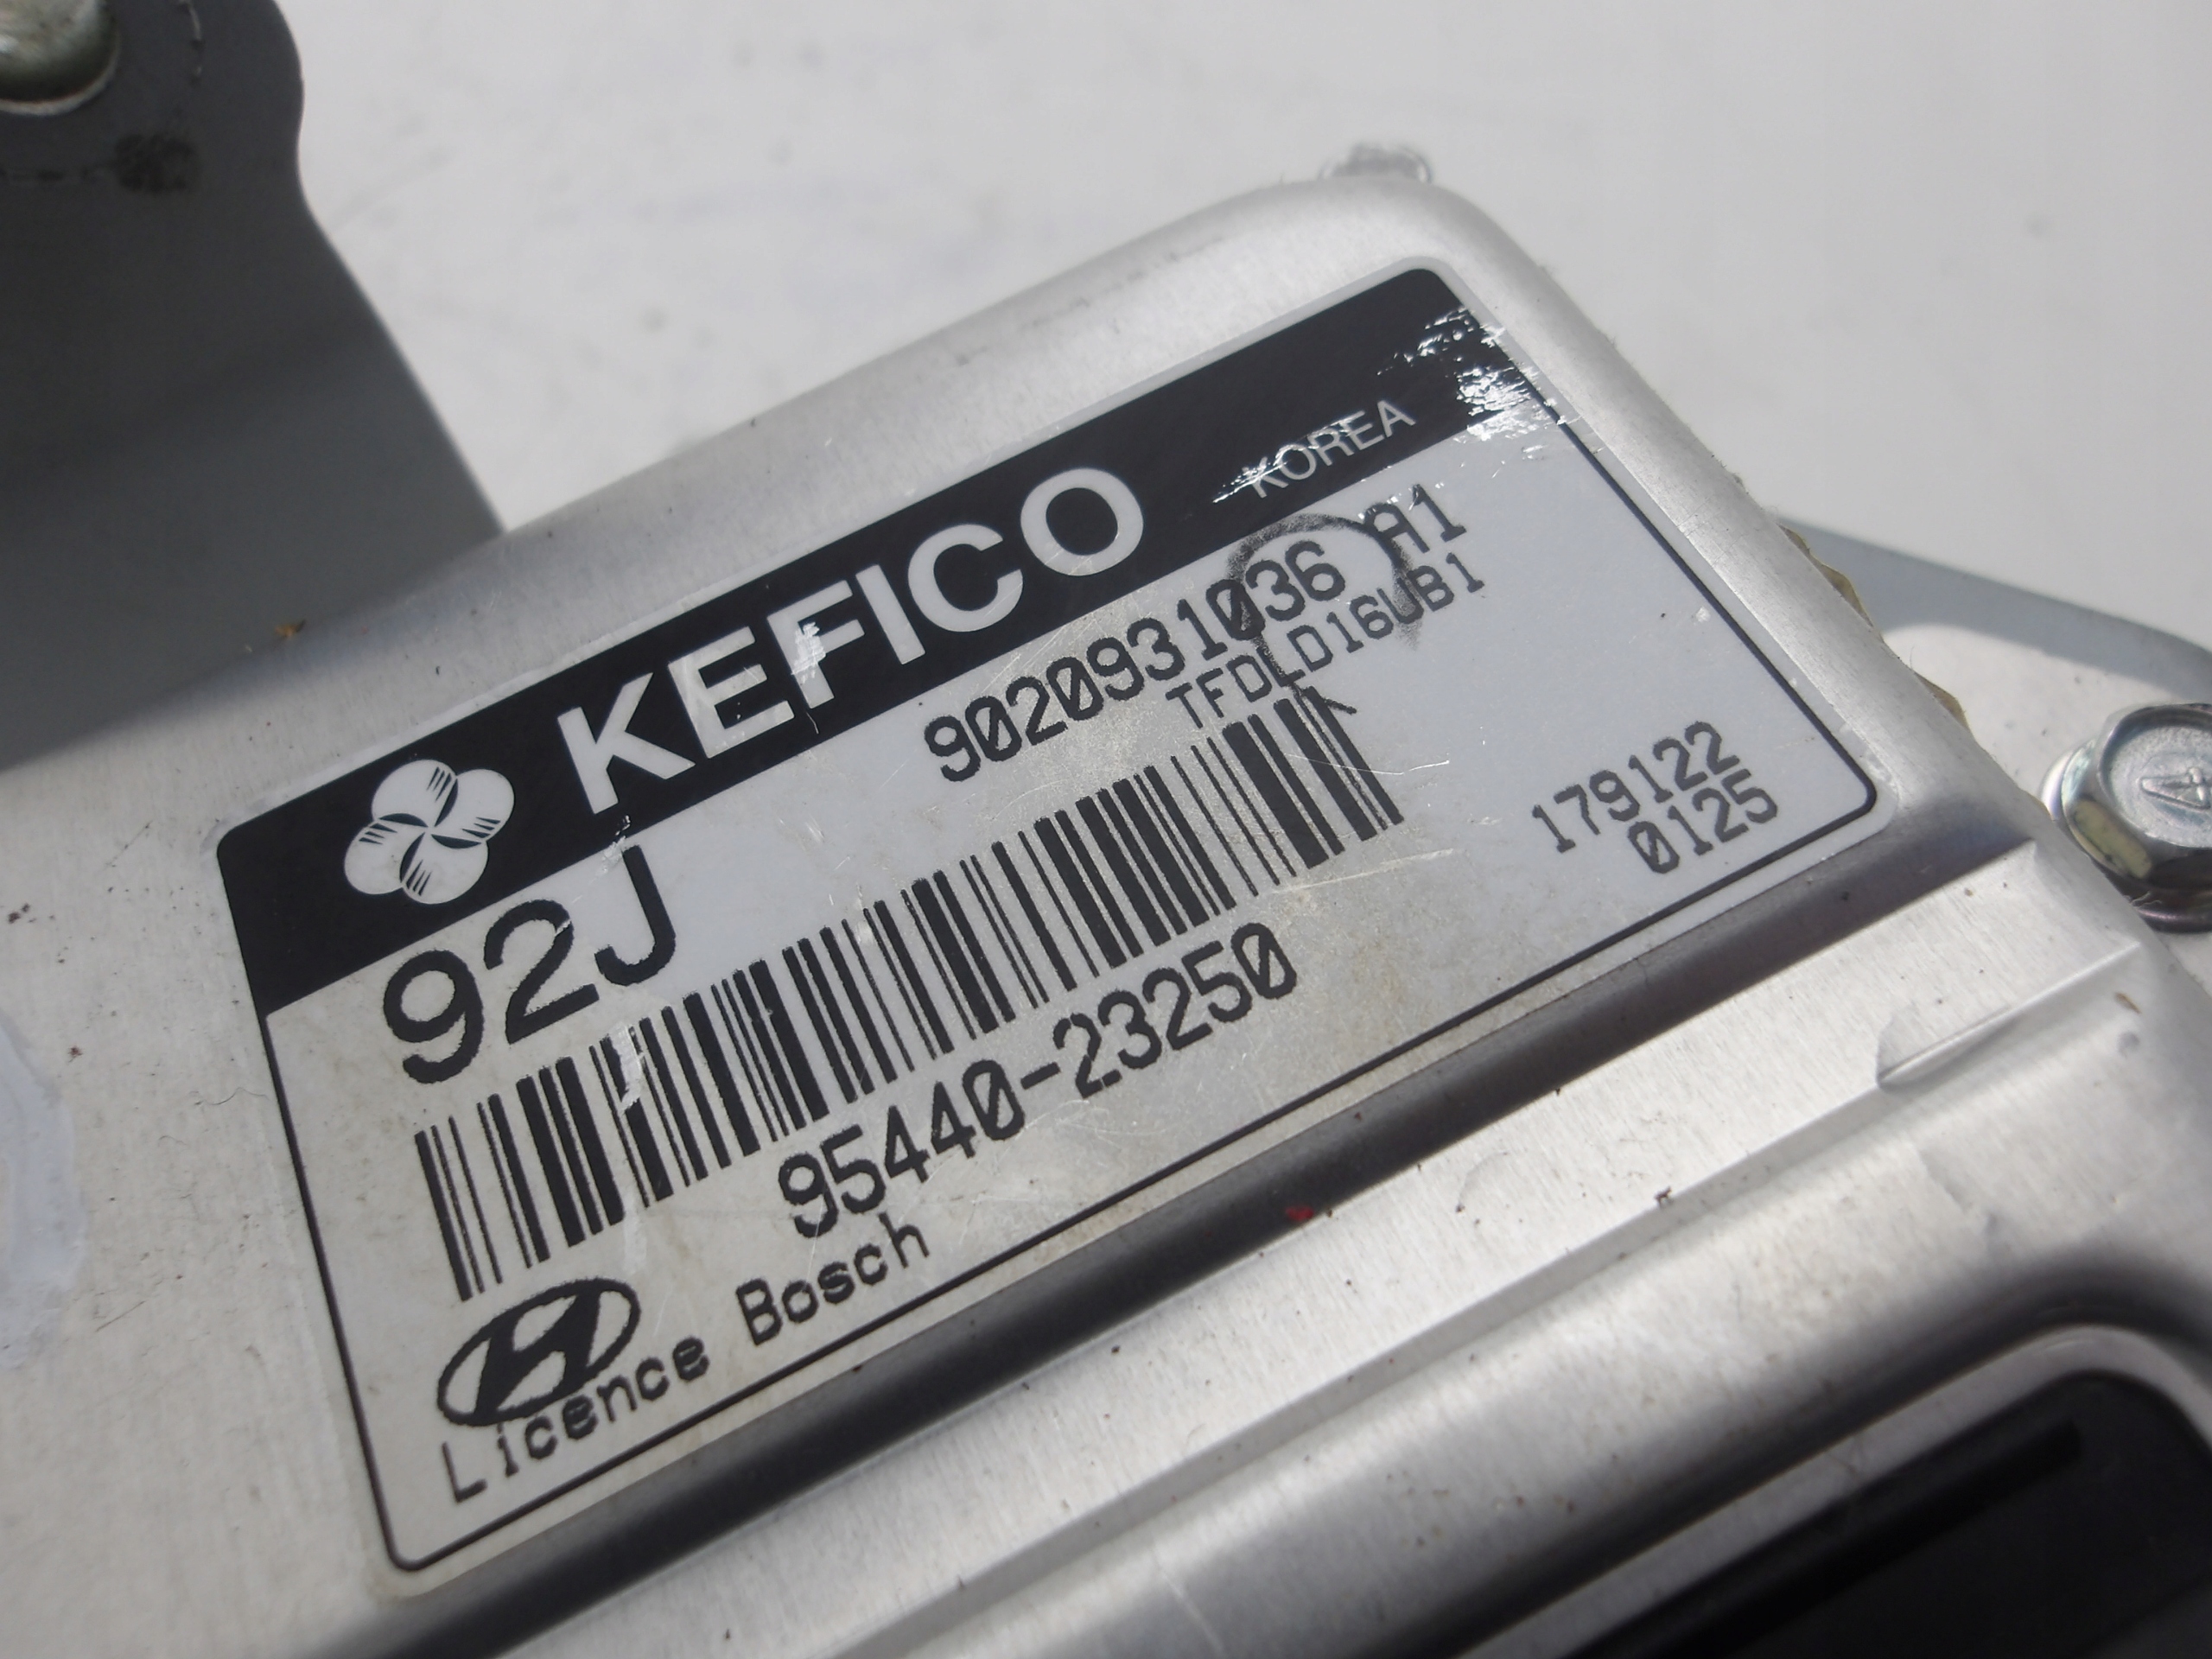 KEFICO KOREA
92J 9020931036 A1
TFDLD16UB1
179122
0125
95440-23250
Licence Bosch